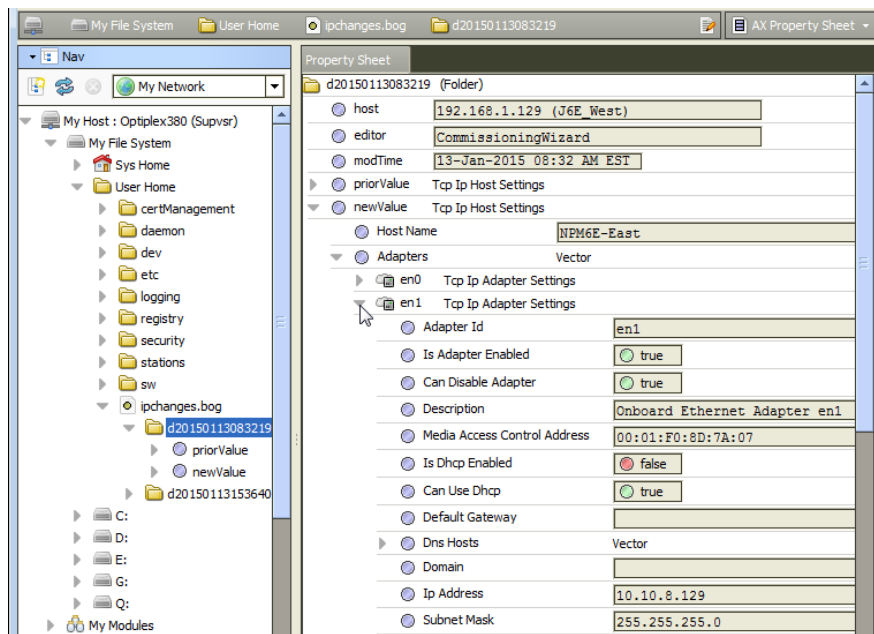 My File System User Home ipchanges.bog d20150113083219 AX Property Sheet
Nav
My Network
My Host : Optiplex380 (Supvsr)
My File System
Sys Home
User Home
certManagement
daemon
dev
etc
logging
registry
security
stations
sw
ipchanges.bog
d20150113083219
priorValue
newValue
d20150113153640
C:
D:
E:
G:
Q:
My Modules
Property Sheet
d20150113083219 (Folder)
host 192.168.1.129 (J6E_West)
editor CommissioningWizard
modTime 13-Jan-2015 08:32 AM EST
priorValue Tcp Ip Host Settings
newValue Tcp Ip Host Settings
Host Name NPM6E-East
Adapters Vector
en0 Tcp Ip Adapter Settings
en1 Tcp Ip Adapter Settings
Adapter Id en1
Is Adapter Enabled true
Can Disable Adapter true
Description Onboard Ethernet Adapter en1
Media Access Control Address 00:01:F0:8D:7A:07
Is Dhcp Enabled false
Can Use Dhcp true
Default Gateway
Dns Hosts Vector
Domain
Ip Address 10.10.8.129
Subnet Mask 255.255.255.0